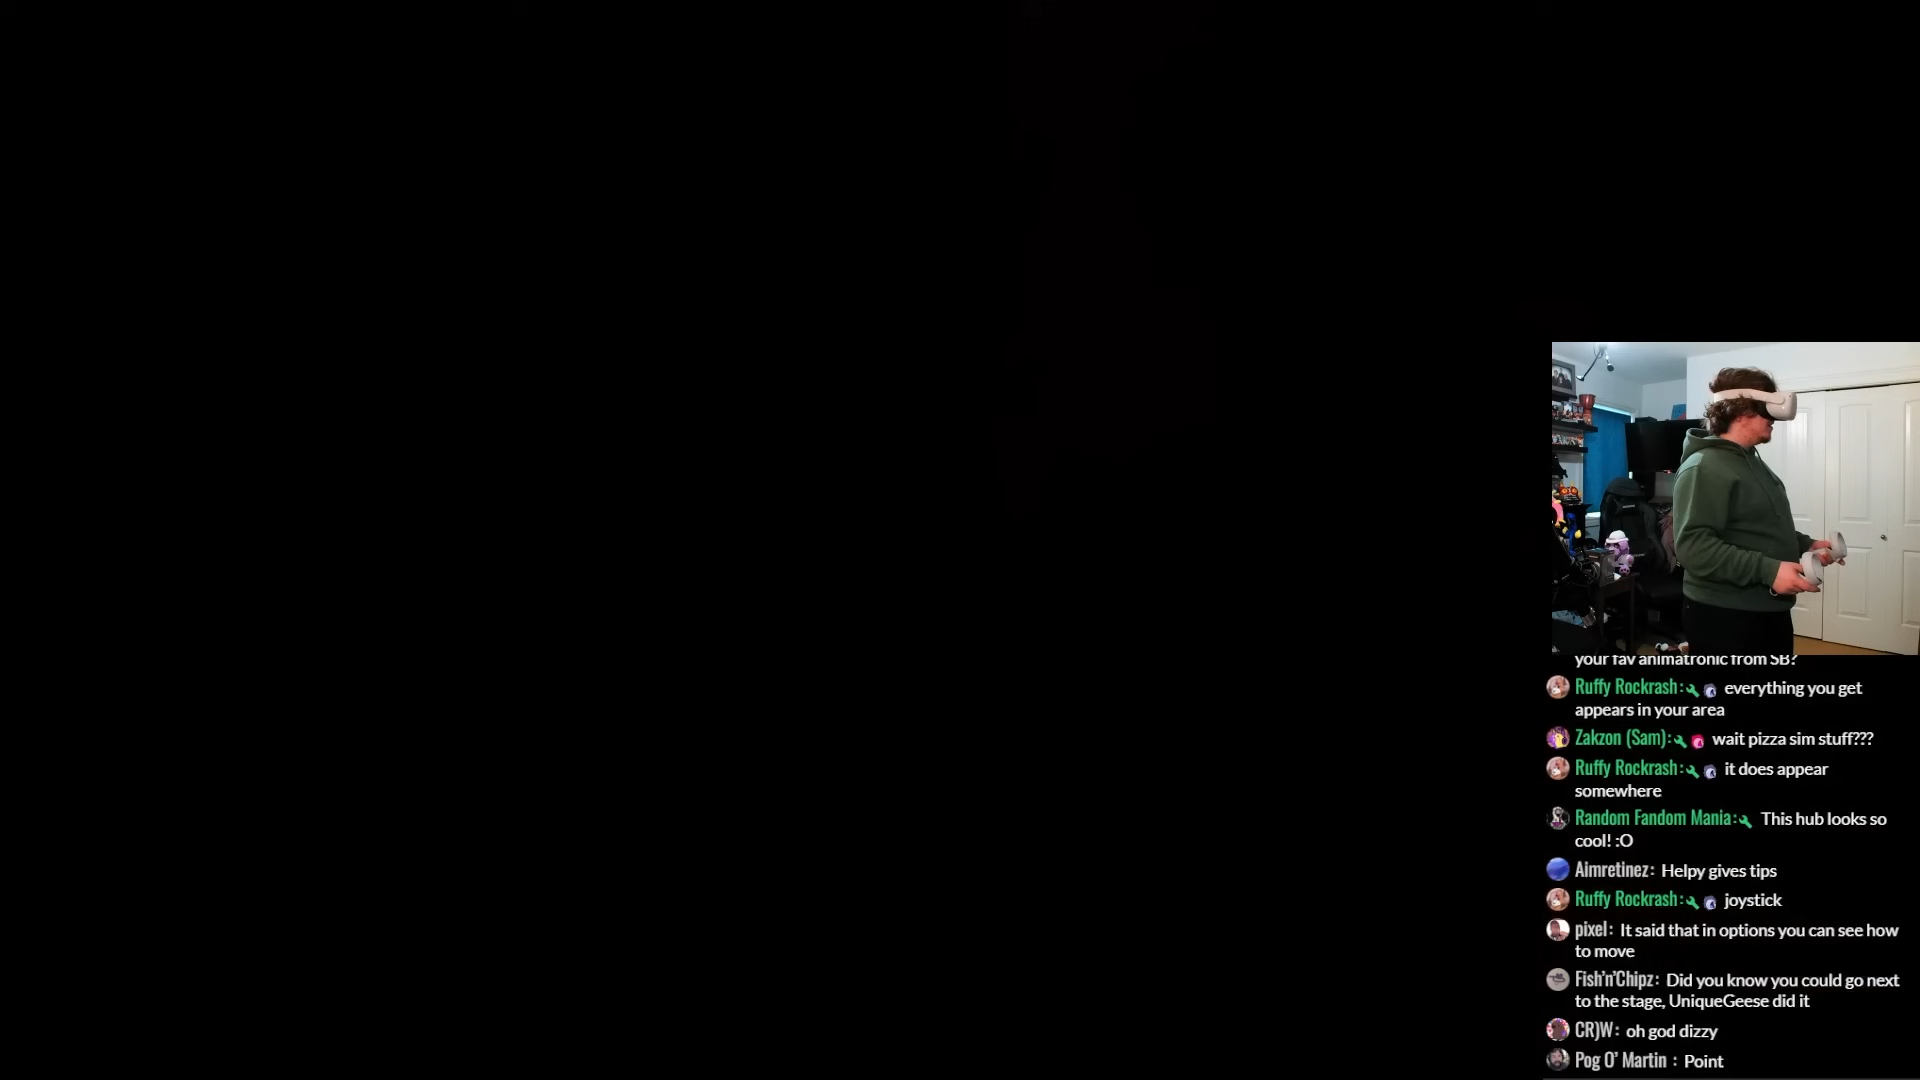 your fav animatronic from SB?
Ruffy Rockrash: everything you get
appears in your area
Zakzon (Sam): wait pizza sim stuff???
Ruffy Rockrash: it does appear
somewhere
Random Fandom Mania: This hub looks so
cool! :O
Aimretinez: Helpy gives tips
Ruffy Rockrash: joystick
pixel: It said that in options you can see how
to move
Fish'n'Chipz: Did you know you could go next
to the stage, UniqueGeese did it
CR)W: oh god dizzy
Pog O' Martin : Point